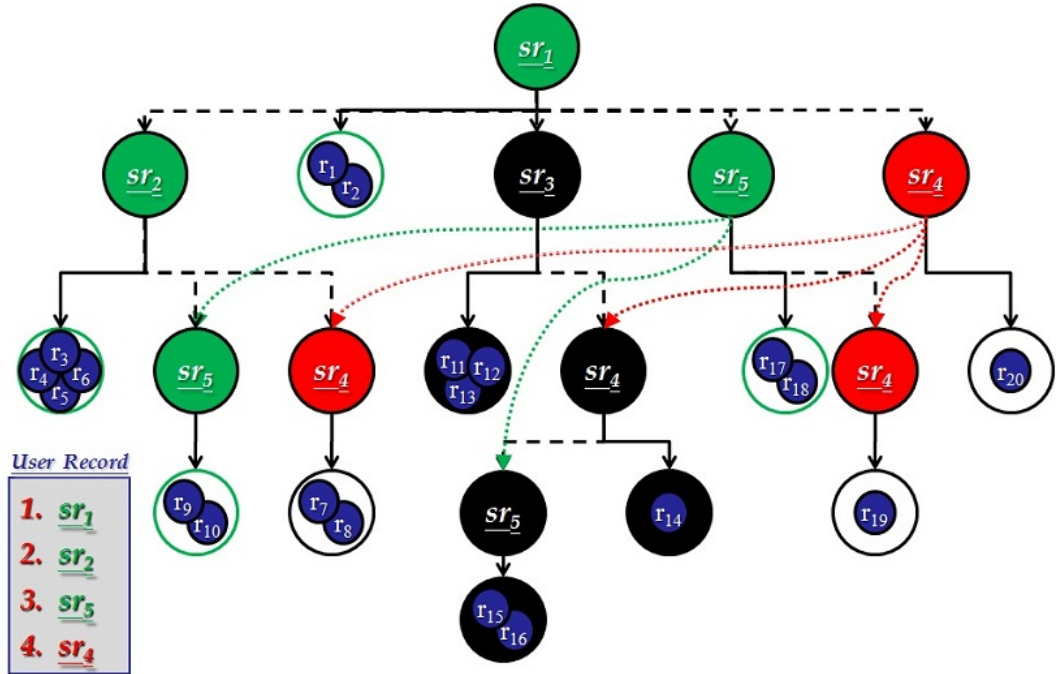 sr1
sr2
r1
r2
sr3
sr5
sr4
r3
r4
r6
r5
sr5
sr4
r11
r12
r13
sr4
r17
r18
sr4
r20
User Record
1. sr1
2. sr2
3. sr5
4. sr4
r9
r10
r7
r8
sr5
r14
r19
r15
r16